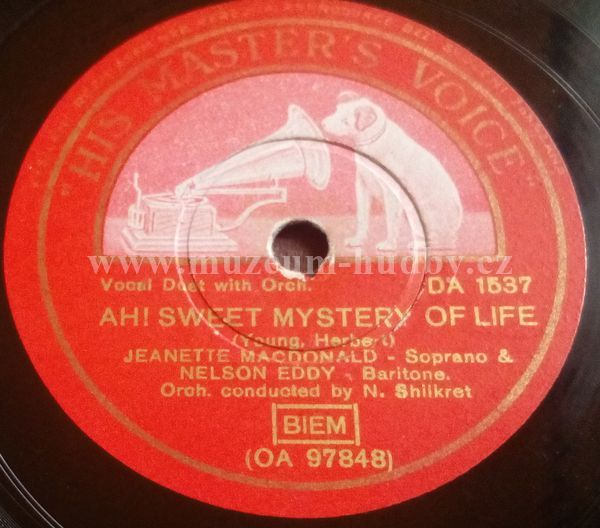 "HIS MASTER'S VOICE"
www.muzeum-hudby.cz
Vocal Duet with Orch. DA 1537
AH! SWEET MYSTERY OF LIFE
(Young, Herbert)
JEANETTE MACDONALD - Soprano &
NELSON EDDY - Baritone.
Orch. conducted by N. Shilkret
BIEM
(OA 97848)